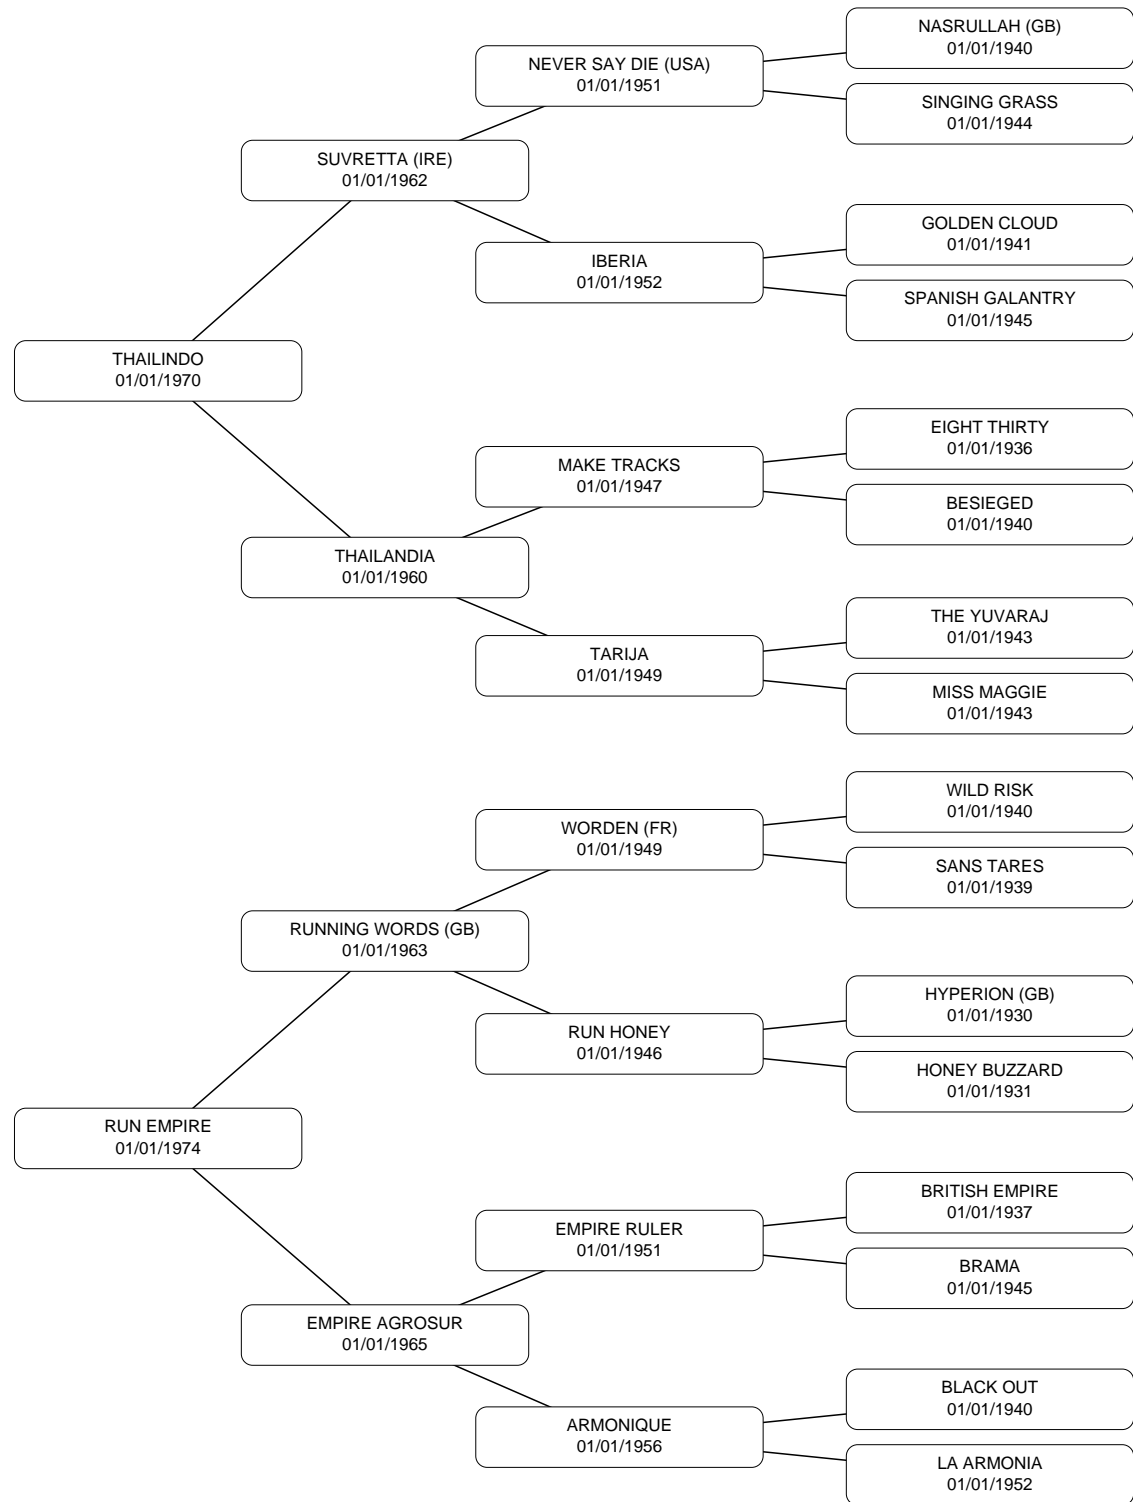 NASRULLAH (GB)
01/01/1940
NEVER SAY DIE (USA)
01/01/1951
SINGING GRASS
01/01/1944
SUVRETTA (IRE)
01/01/1962
GOLDEN CLOUD
01/01/1941
IBERIA
01/01/1952
SPANISH GALANTRY
01/01/1945
THAILINDO
01/01/1970
EIGHT THIRTY
01/01/1936
MAKE TRACKS
01/01/1947
BESIEGED
01/01/1940
THAILANDIA
01/01/1960
THE YUVARAJ
01/01/1943
TARIJA
01/01/1949
MISS MAGGIE
01/01/1943
WILD RISK
01/01/1940
WORDEN (FR)
01/01/1949
SANS TARES
01/01/1939
RUNNING WORDS (GB)
01/01/1963
HYPERION (GB)
01/01/1930
RUN HONEY
01/01/1946
HONEY BUZZARD
01/01/1931
RUN EMPIRE
01/01/1974
BRITISH EMPIRE
01/01/1937
EMPIRE RULER
01/01/1951
BRAMA
01/01/1945
EMPIRE AGROSUR
01/01/1965
BLACK OUT
01/01/1940
ARMONIQUE
01/01/1956
LA ARMONIA
01/01/1952